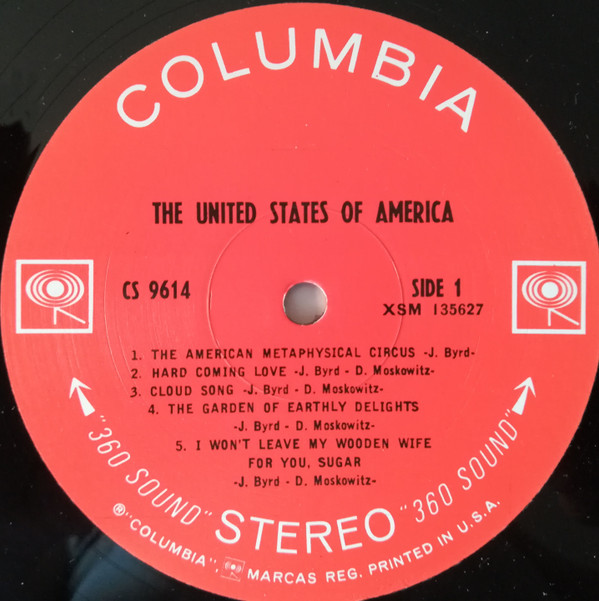 COLUMBIA
THE UNITED STATES OF AMERICA
CS 9614
SIDE 1
XSM 135627
1. THE AMERICAN METAPHYSICAL CIRCUS -J. Byrd-
2. HARD COMING LOVE -J. Byrd - D. Moskowitz-
3. CLOUD SONG -J. Byrd - D. Moskowitz-
4. THE GARDEN OF EARTHLY DELIGHTS
-J. Byrd - D. Moskowitz-
5. I WON'T LEAVE MY WOODEN WIFE
FOR YOU, SUGAR
-J. Byrd - D. Moskowitz-
"360 SOUND" STEREO "360 SOUND"
®"COLUMBIA", MARCAS REG. PRINTED IN U.S.A.